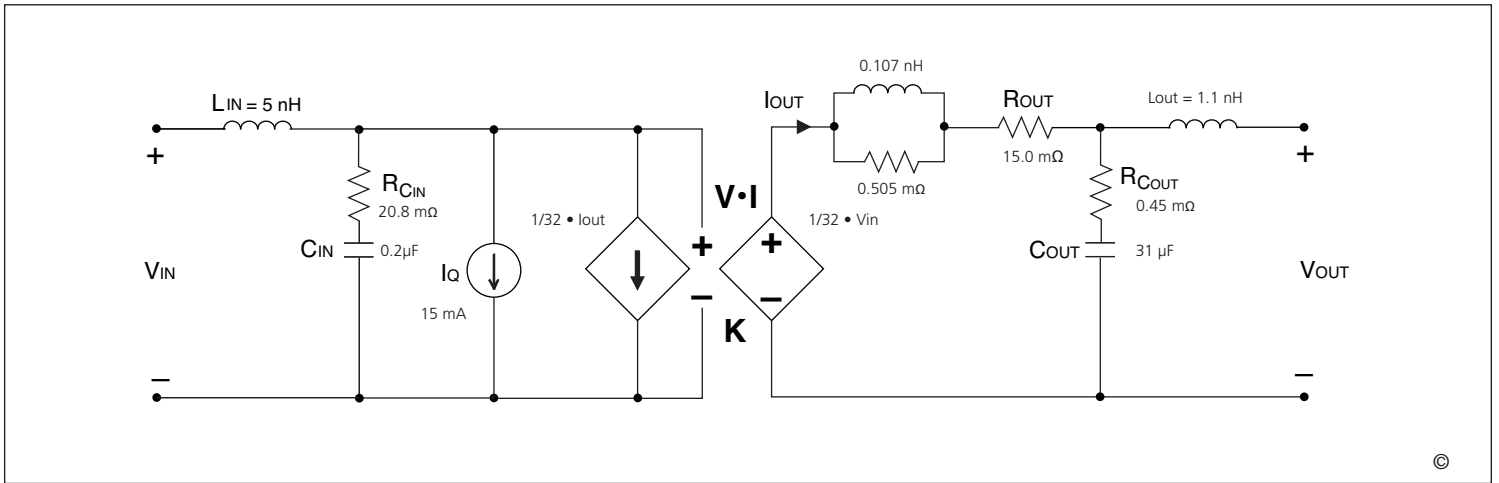 0.107 nH
LIN = 5 nH
IOUT
ROUT
Lout = 1.1 nH
+
+
15.0 mΩ
RCIN
20.8 mΩ
0.505 mΩ
RCOUT
0.45 mΩ
V•I
1/32 • Iout
1/32 • Vin
CIN
0.2µF
+
+
COUT
31 µF
VIN
IQ
VOUT
−
−
15 mA
K
−
−
©